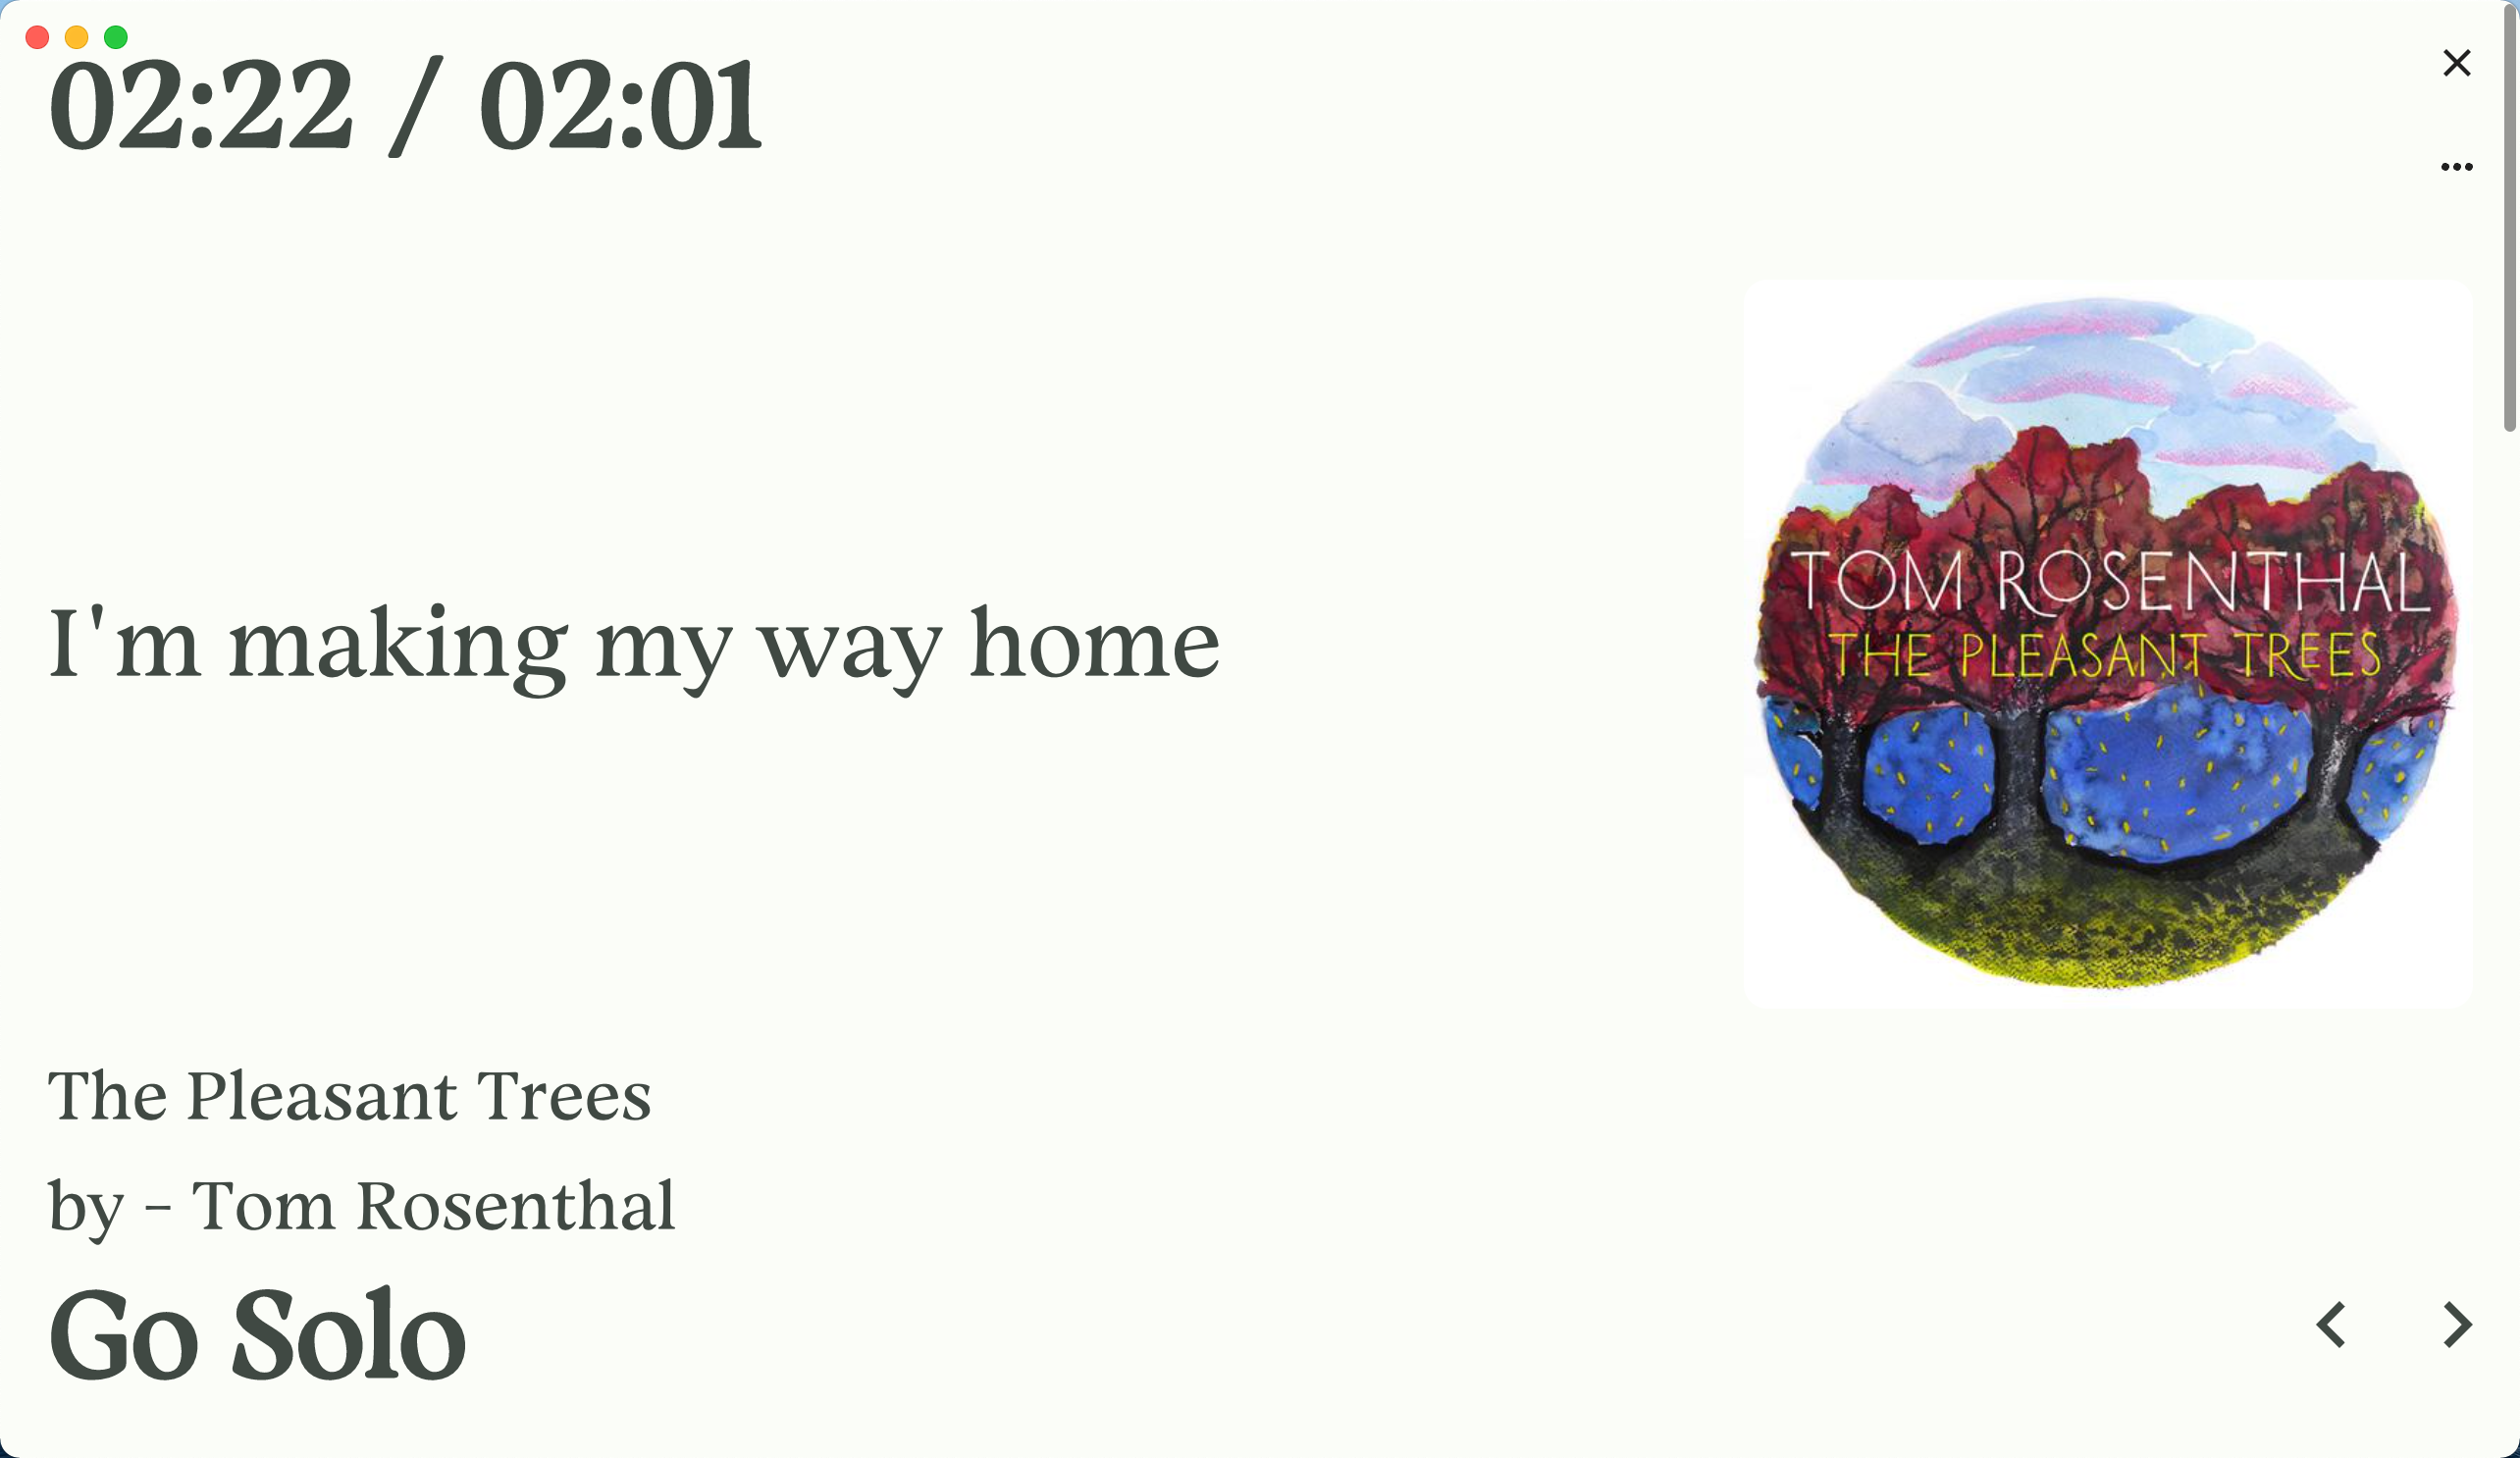 02:22 / 02:01
I'm making my way home
TOM ROSENTHAL
THE PLEASANT TREES
The Pleasant Trees
by - Tom Rosenthal
Go Solo